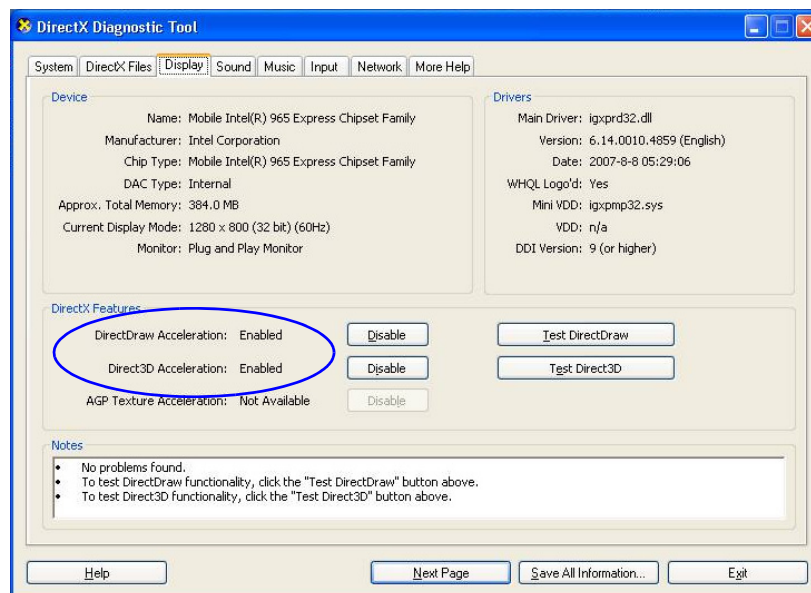 DirectX Diagnostic Tool
System DirectX Files Display Sound Music Input Network More Help
Device
Name: Mobile Intel(R) 965 Express Chipset Family
Manufacturer: Intel Corporation
Chip Type: Mobile Intel(R) 965 Express Chipset Family
DAC Type: Internal
Approx. Total Memory: 384.0 MB
Current Display Mode: 1280 x 800 (32 bit) (60Hz)
Monitor: Plug and Play Monitor
Drivers
Main Driver: igxprd32.dll
Version: 6.14.0010.4859 (English)
Date: 2007-8-8 05:29:06
WHQL Logo'd: Yes
Mini VDD: igxpmp32.sys
VDD: n/a
DDI Version: 9 (or higher)
DirectX Features
DirectDraw Acceleration: Enabled Disable Test DirectDraw
Direct3D Acceleration: Enabled Disable Test Direct3D
AGP Texture Acceleration: Not Available Disable
Notes
• No problems found.
• To test DirectDraw functionality, click the "Test DirectDraw" button above.
• To test Direct3D functionality, click the "Test Direct3D" button above.
Help Next Page Save All Information... Exit